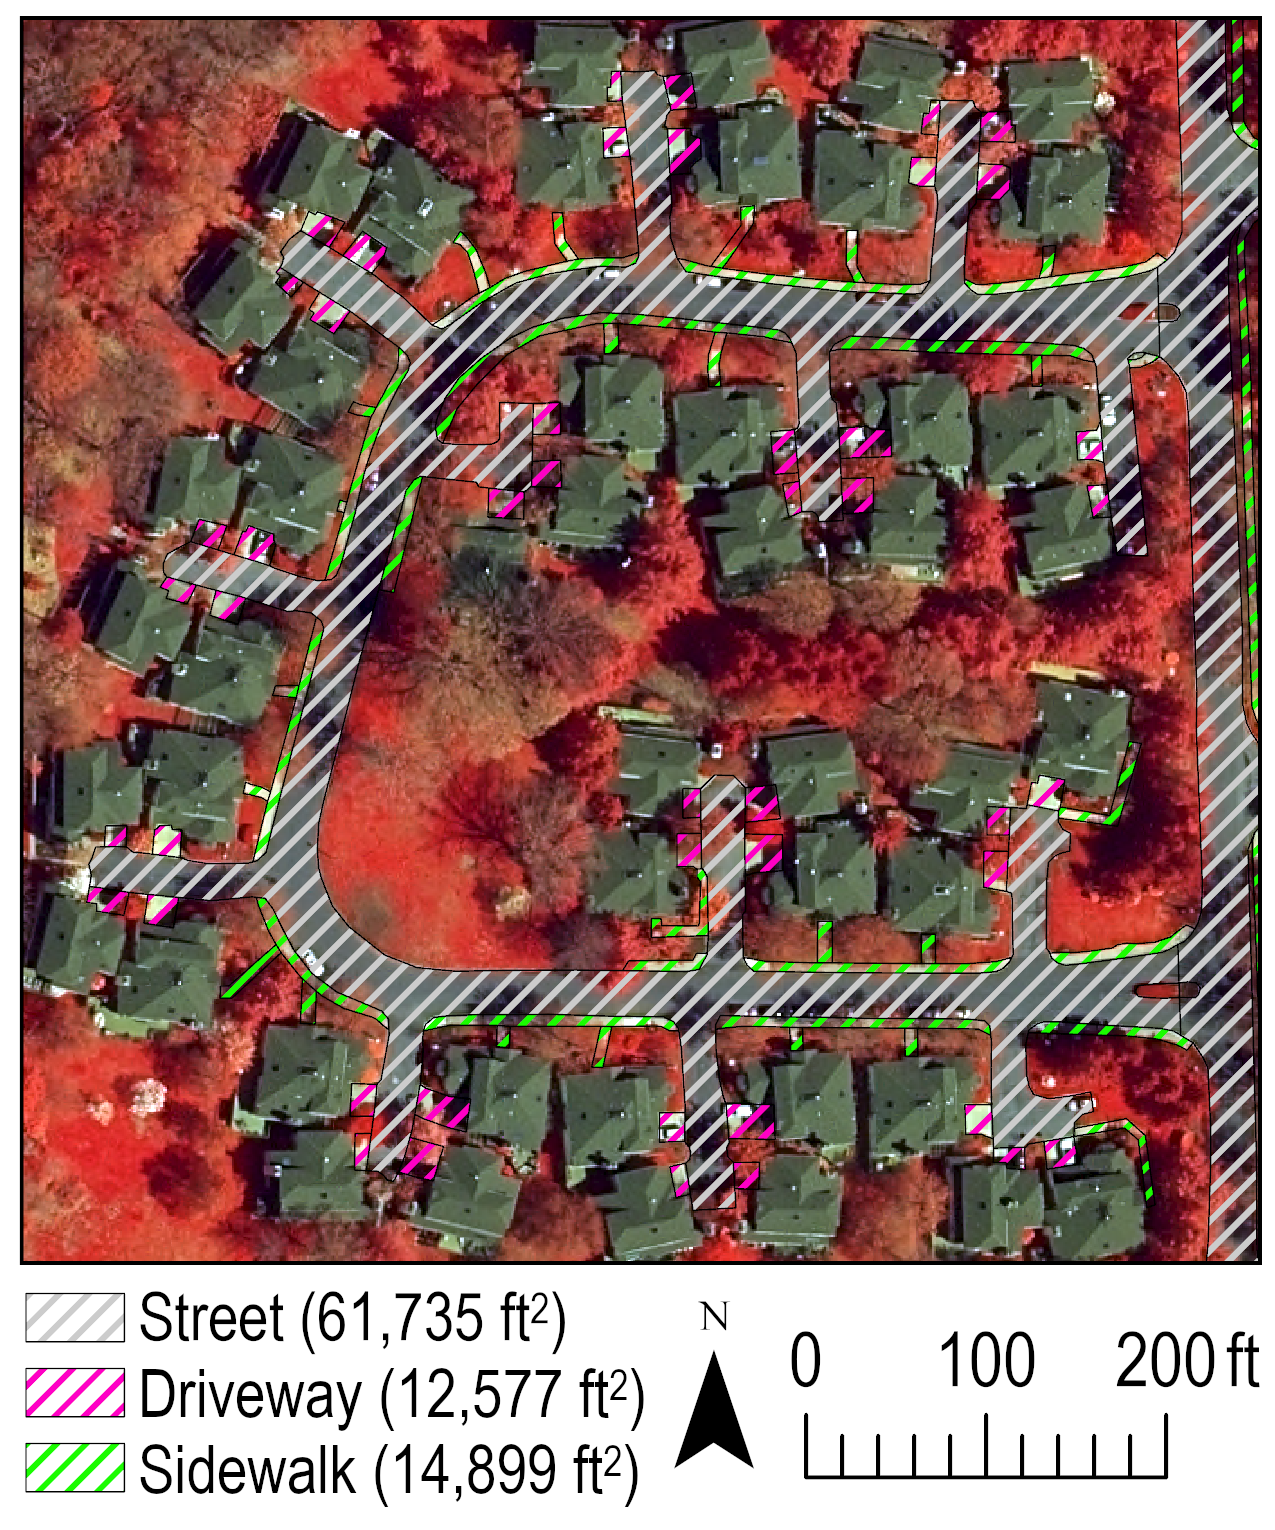 Street (61,735 ft²)
Driveway (12,577 ft²)
Sidewalk (14,899 ft²)
N
0 100 200 ft